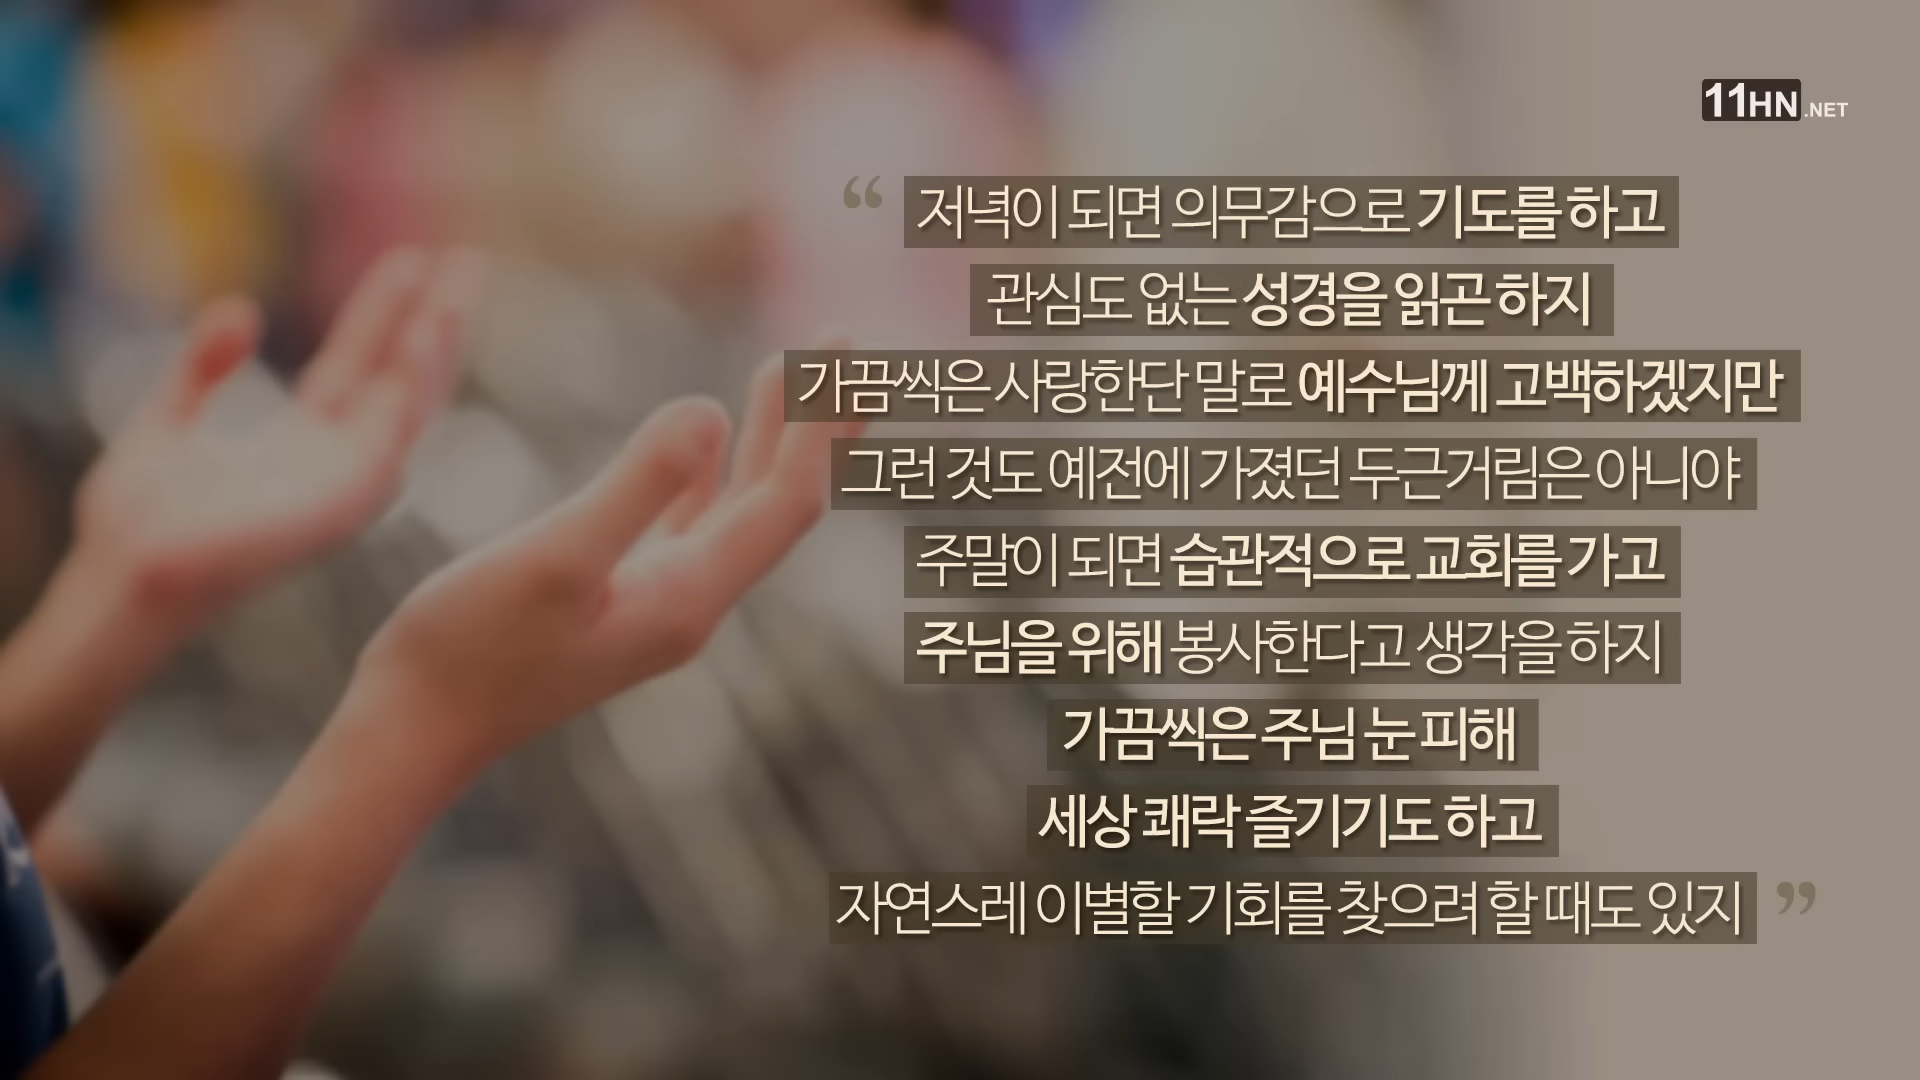 11HN.NET
“ 저녁이 되면 의무감으로 기도를 하고
관심도 없는 성경을 읽곤 하지
가끔씩은 사랑한단 말로 예수님께 고백하겠지만
그런 것도 예전에 가졌던 두근거림은 아니야
주말이 되면 습관적으로 교회를 가고
주님을 위해 봉사한다고 생각을 하지
가끔씩은 주님 눈 피해
세상 쾌락 즐기기도 하고
자연스레 이별할 기회를 찾으려 할 때도 있지 ”